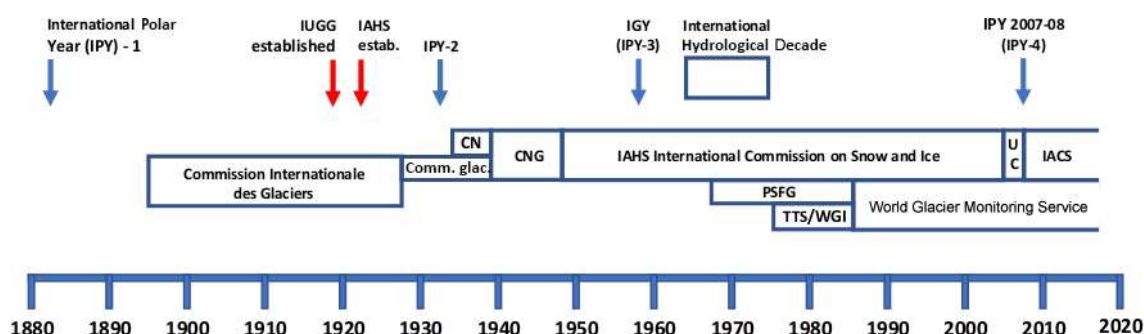 International Polar
Year (IPY) - 1
IUGG
established
IAHS
estab.
IPY-2
IGY
(IPY-3)
International
Hydrological Decade
IPY 2007-08
(IPY-4)
Commission Internationale
des Glaciers
CN
Comm. glac.
CNG
IAHS International Commission on Snow and Ice
U
C
IACS
PSFG
TTS/WGI
World Glacier Monitoring Service
1880 1890 1900 1910 1920 1930 1940 1950 1960 1970 1980 1990 2000 2010 2020